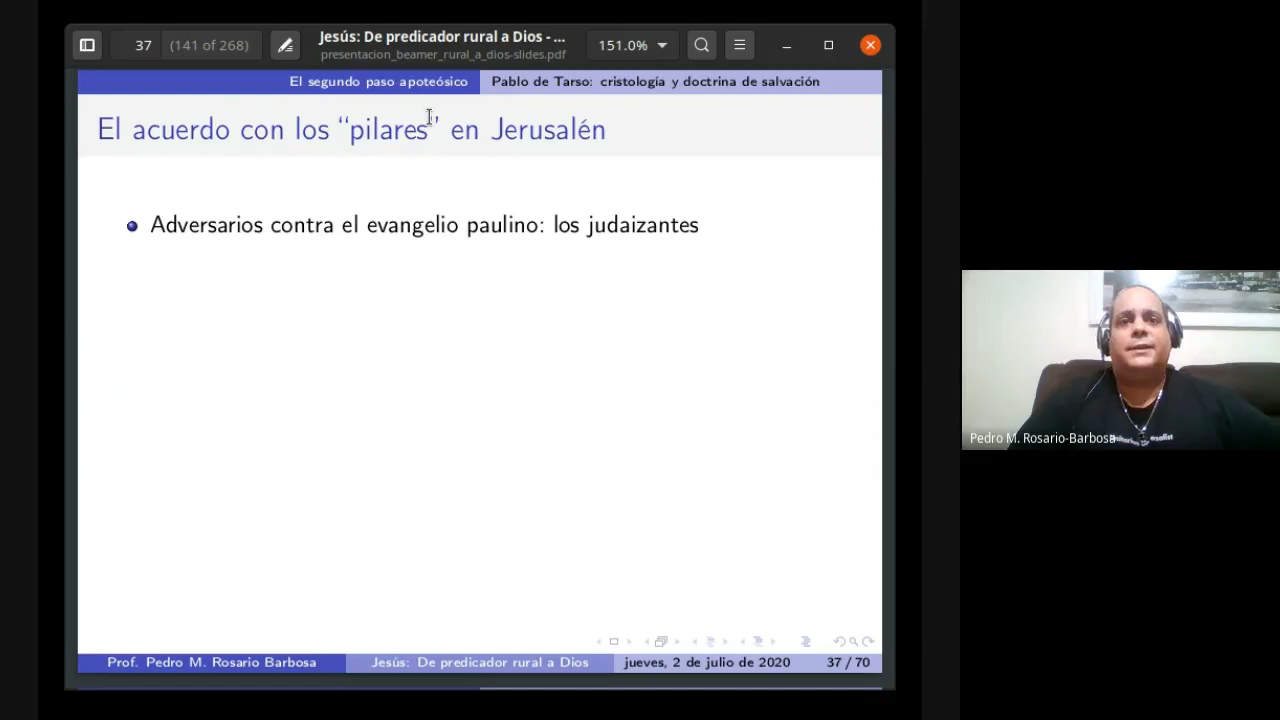 37
(141 of 268)
Jesús: De predicador rural a Dios - ...
presentacion_beamer_rural_a_dios-slides.pdf
151.0%
El segundo paso apoteósico
Pablo de Tarso: cristología y doctrina de salvación
El acuerdo con los “pilares” en Jerusalén
Adversarios contra el evangelio paulino: los judaizantes
Prof. Pedro M. Rosario Barbosa
Jesús: De predicador rural a Dios
jueves, 2 de julio de 2020
37 / 70
Pedro M. Rosario-Barbosa